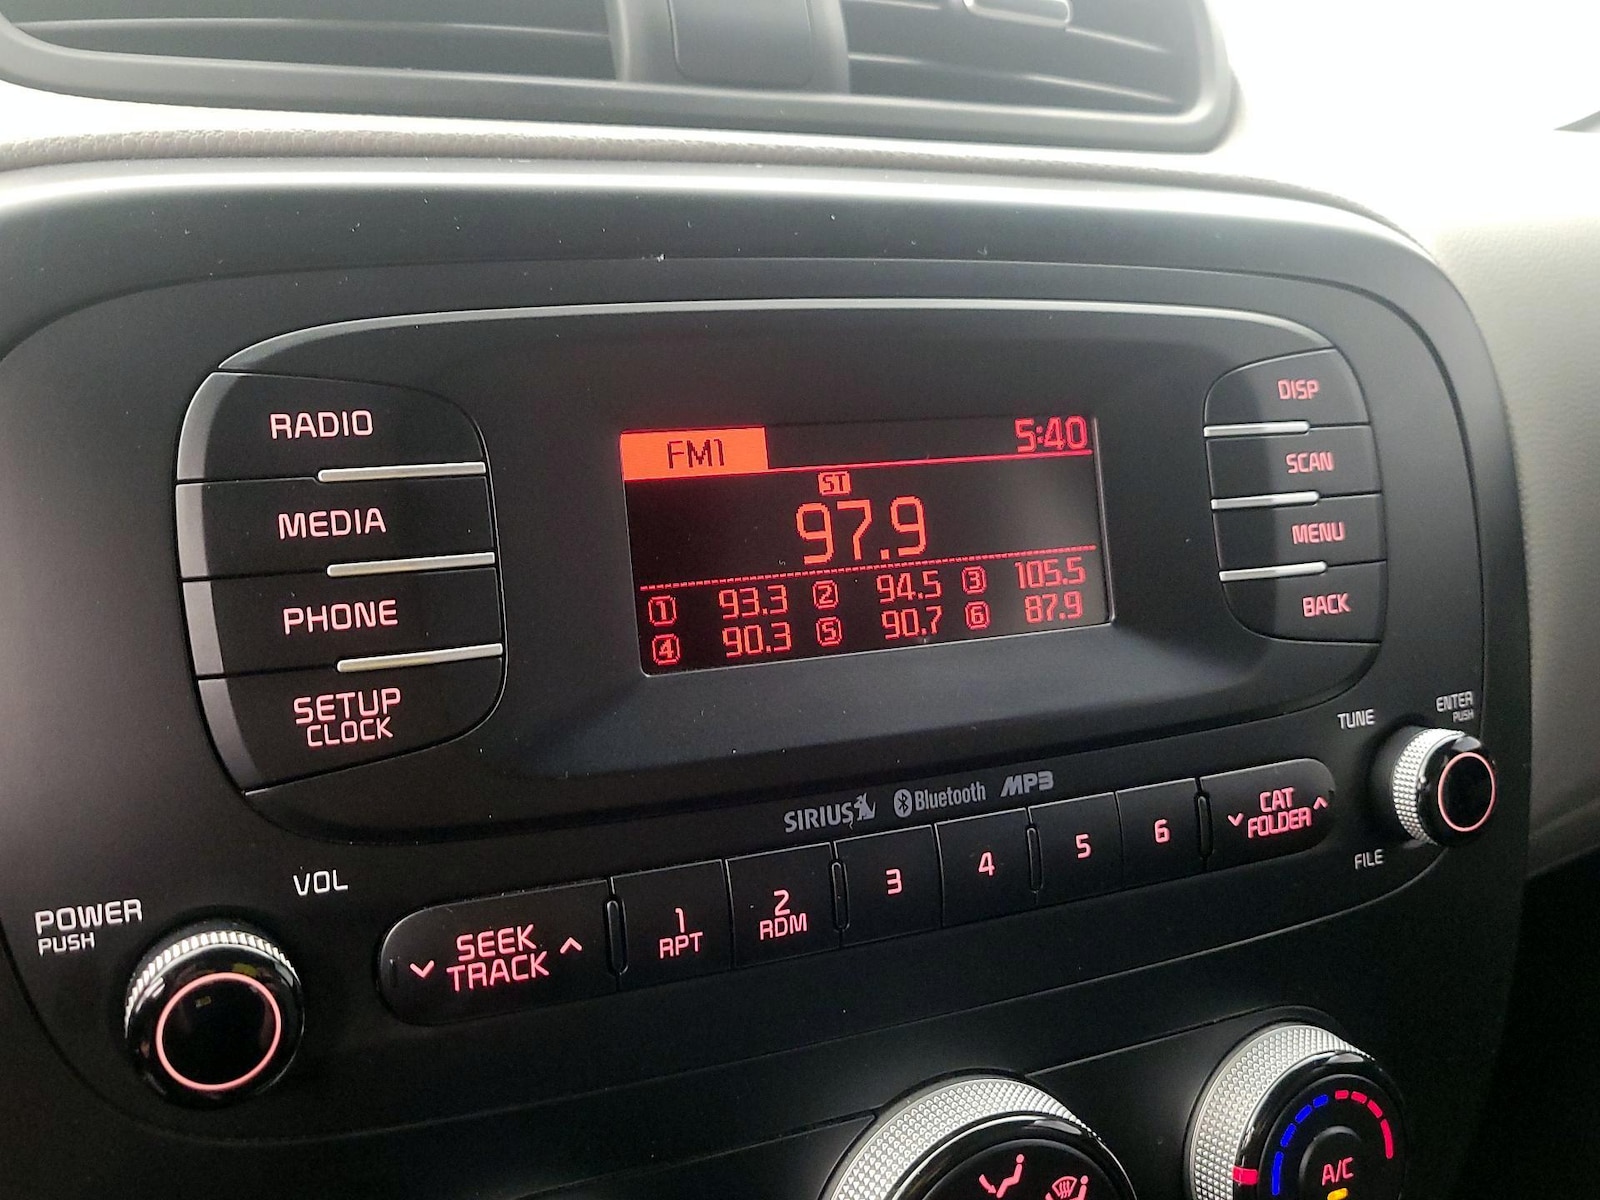 FM1 5:40
ST
97.9
1 93.3 2 94.5 3 105.5
4 90.3 5 90.7 6 87.9
RADIO
MEDIA
PHONE
SETUP
CLOCK
DISP
SCAN
MENU
BACK
TUNE
ENTER
PUSH
FILE
SIRIUS Bluetooth MP3
VOL
POWER
PUSH
SEEK
TRACK
1
RPT
2
RDM
3
4
5
6
CAT
FOLDER
A/C